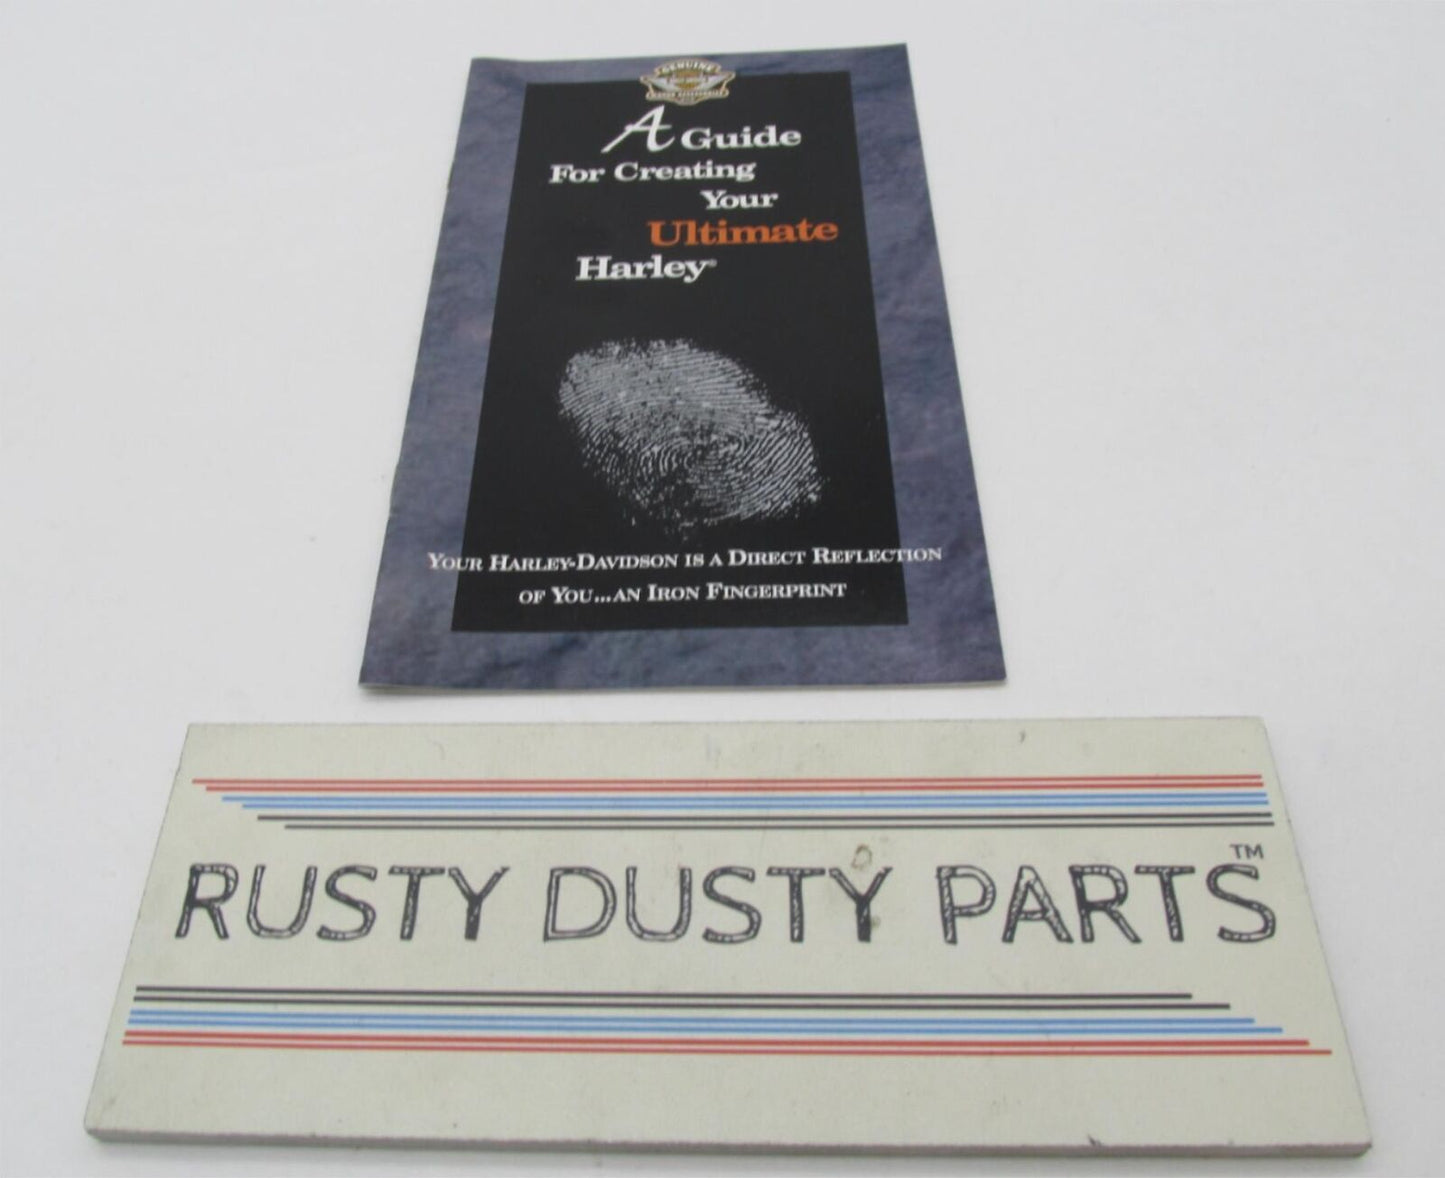 GENUINE
A Guide
For Creating
Your
Ultimate
Harley®
YOUR HARLEY-DAVIDSON IS A DIRECT REFLECTION
OF YOU...AN IRON FINGERPRINT
RUSTY DUSTY PARTS™